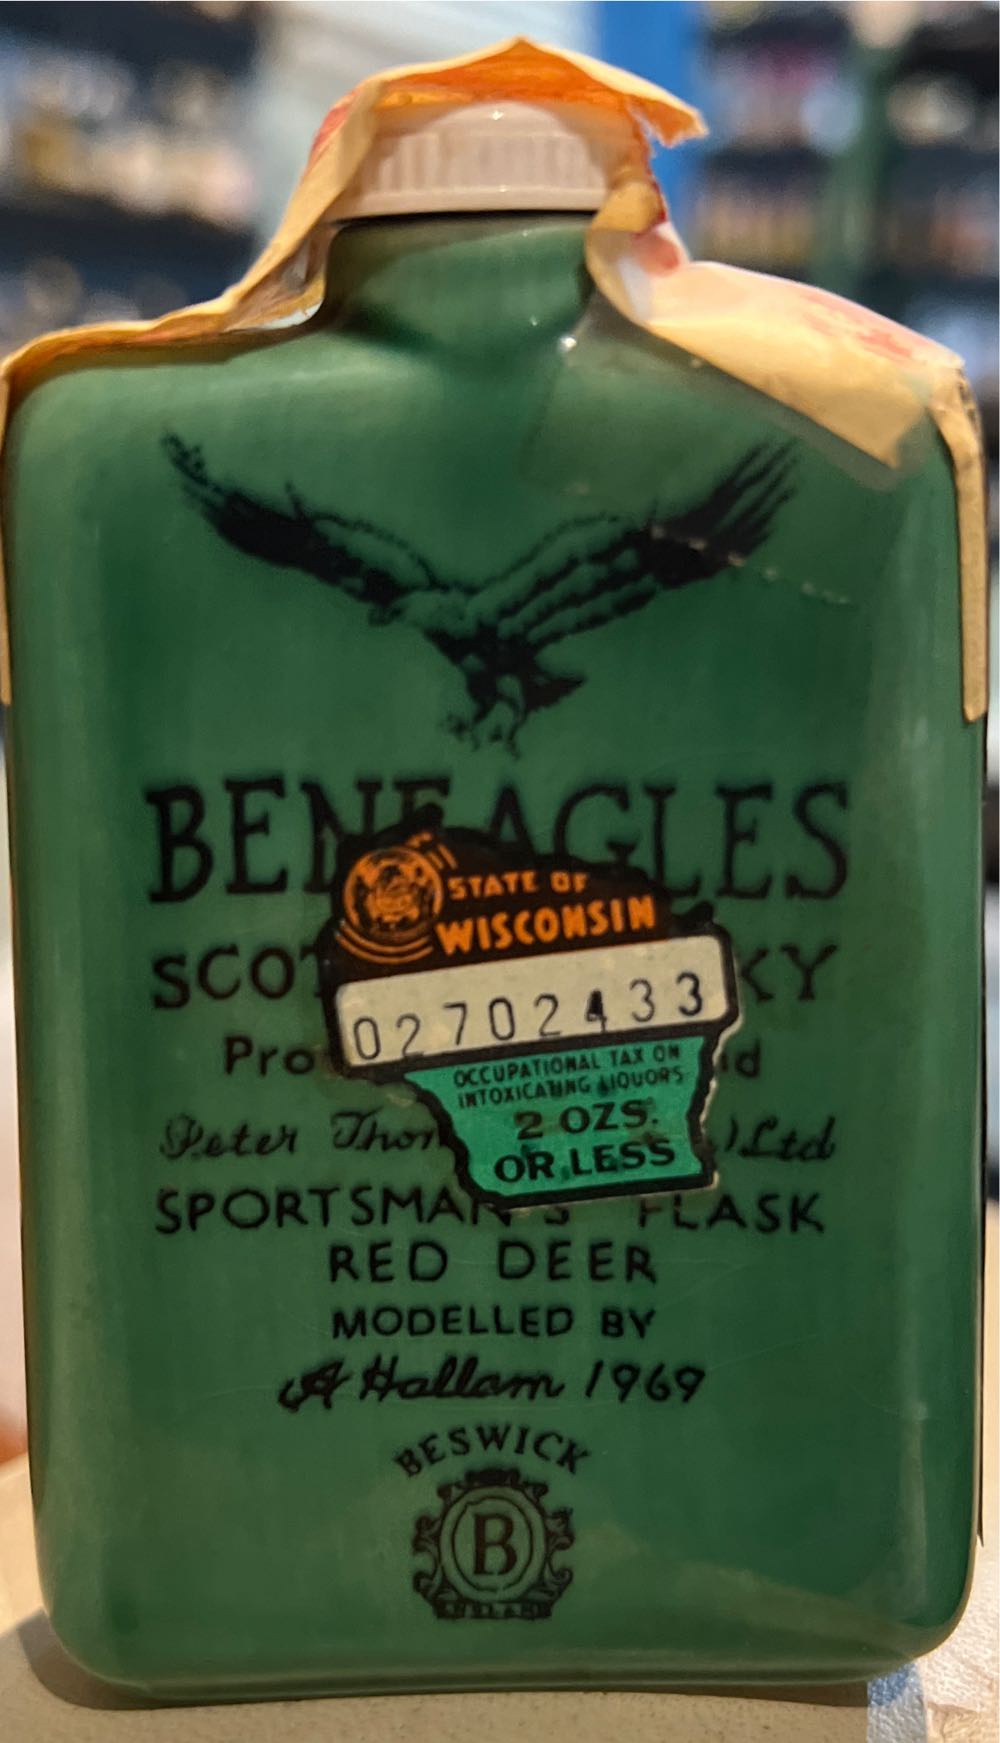 BENEAGLES
SCOT KY
Pro d
Peter Thom .) Ltd
SPORTSMAN'S FLASK
RED DEER
MODELLED BY
A Hallam 1969
BESWICK
B
ENGLAND
STATE OF
WISCONSIN
02702433
OCCUPATIONAL TAX ON
INTOXICATING LIQUORS
2 OZS.
OR LESS